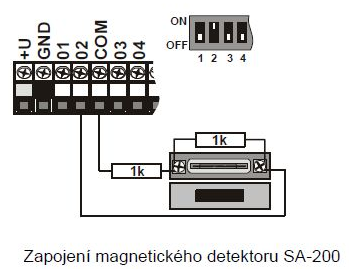 ON
OFF
1 2 3 4
+U GND 01 02 COM 03 04
1k
1k
Zapojení magnetického detektoru SA-200